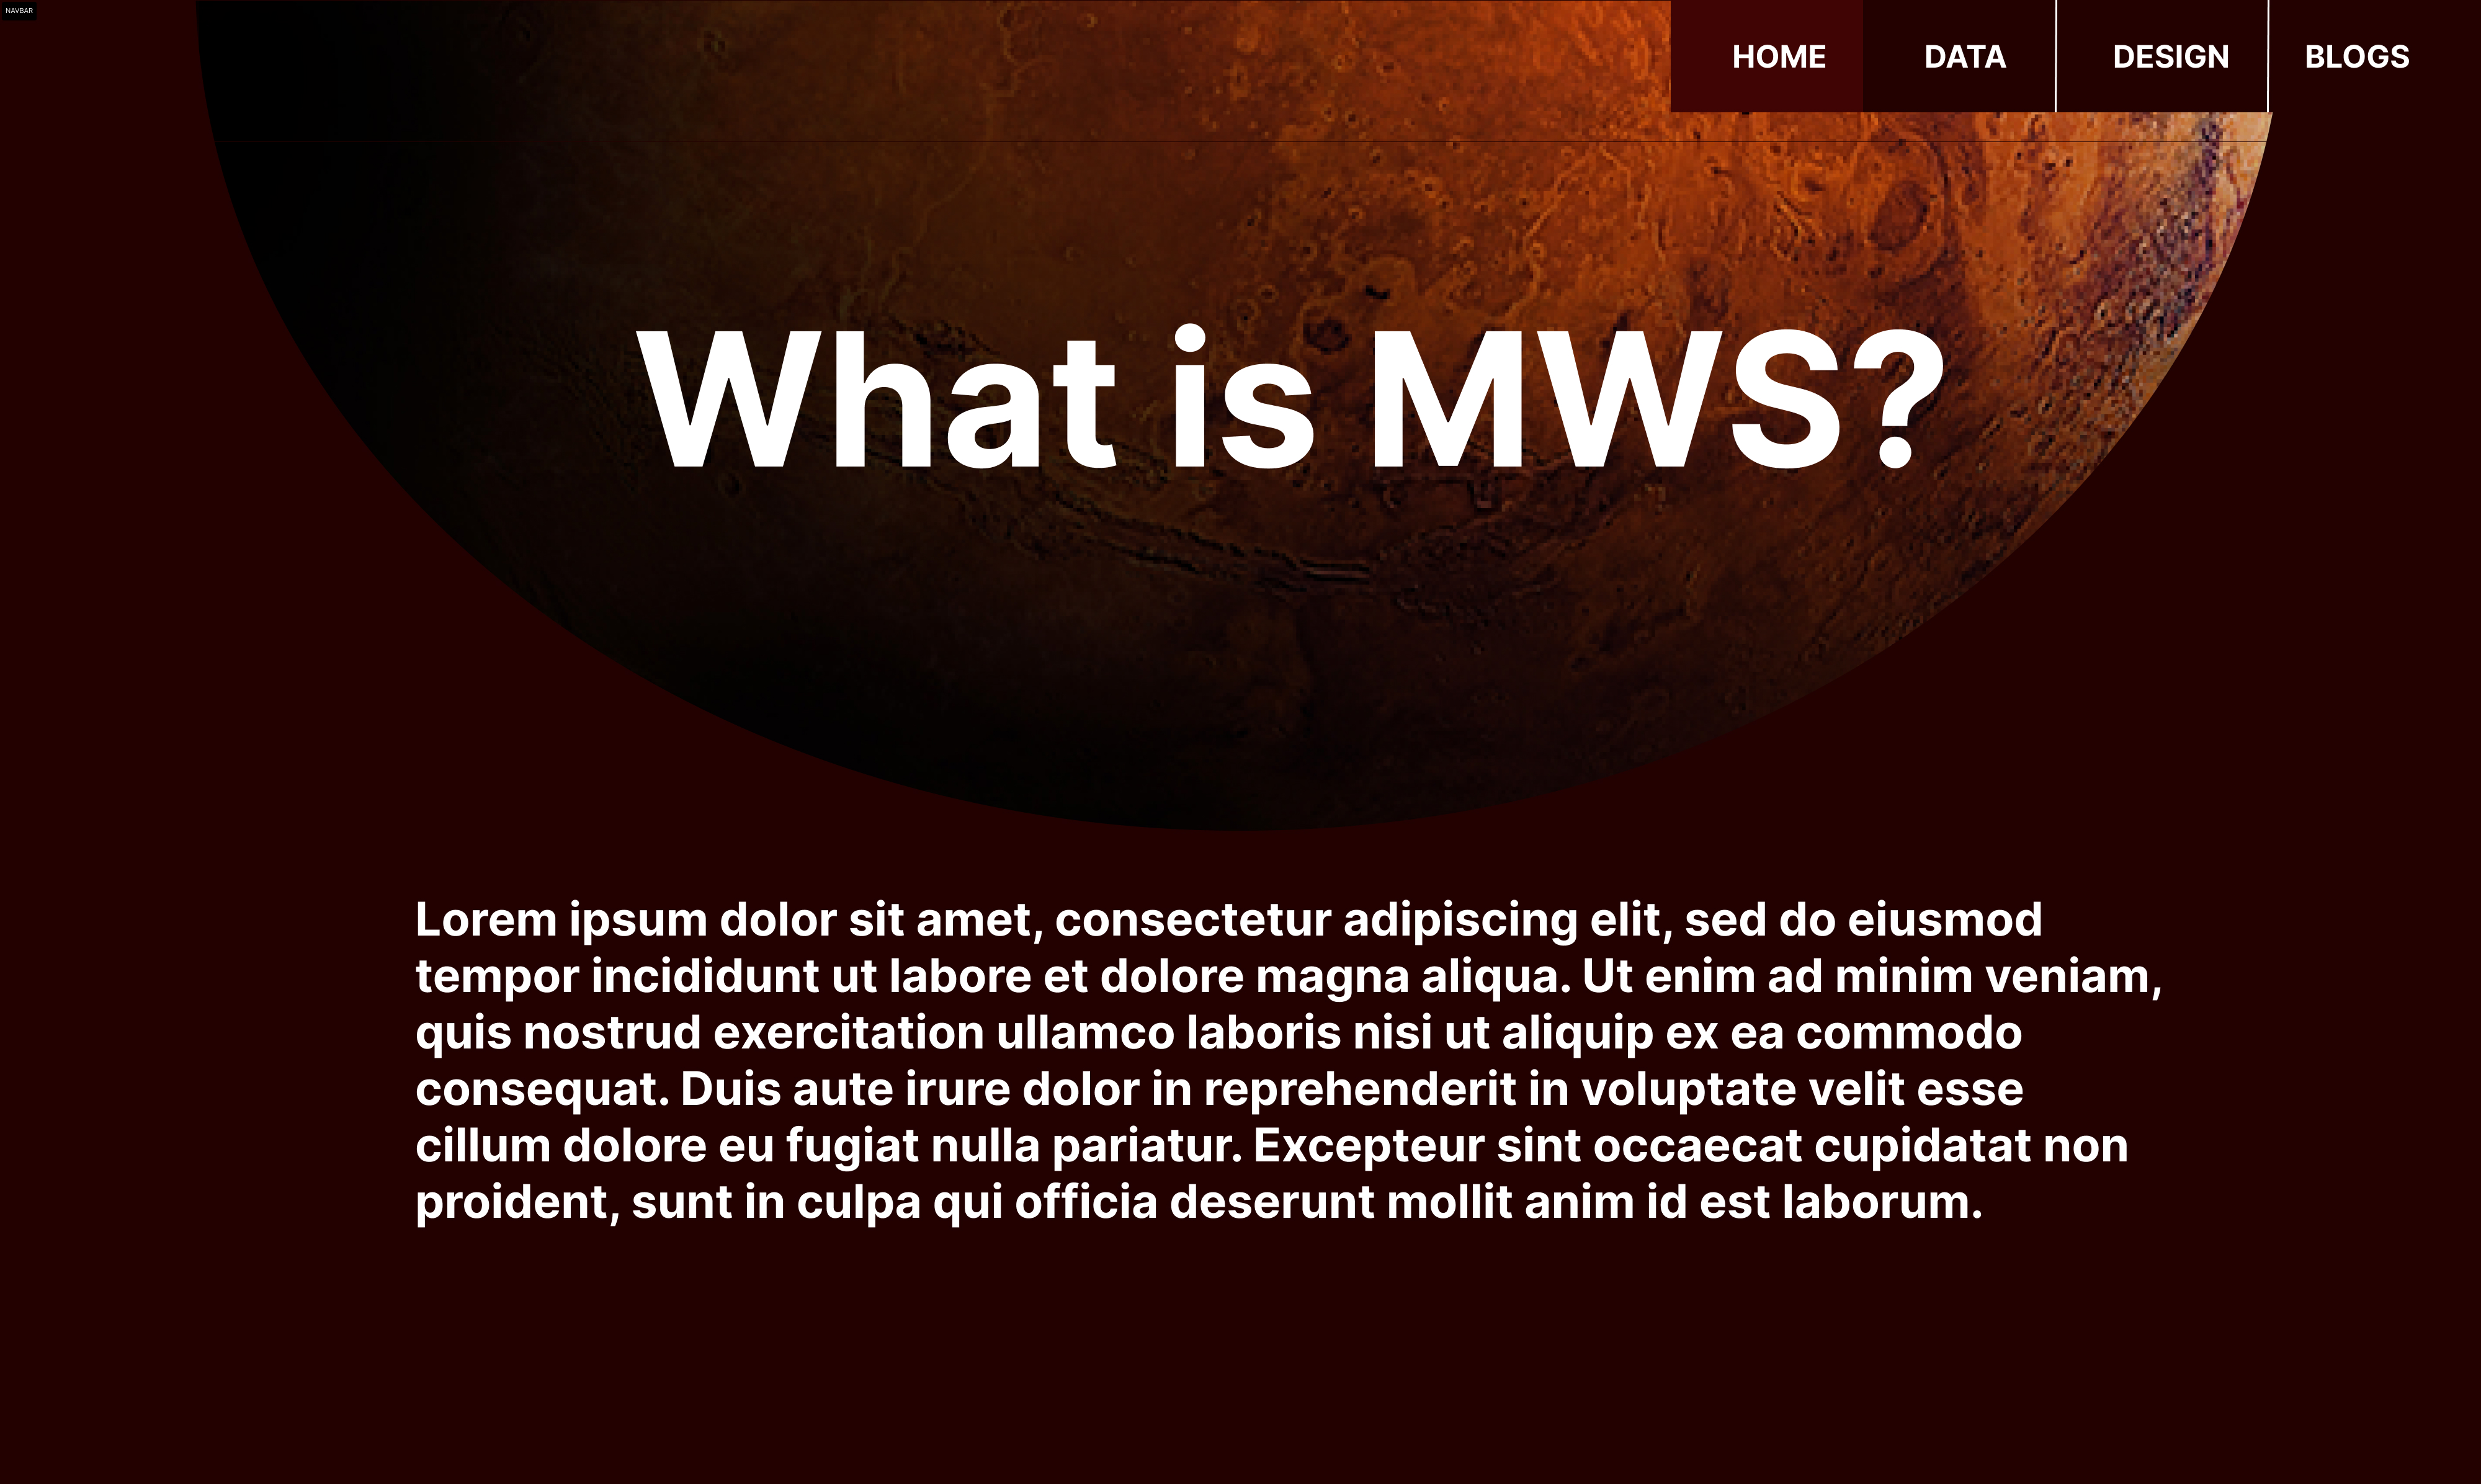 NAVBAR
HOME DATA DESIGN BLOGS
What is MWS?
Lorem ipsum dolor sit amet, consectetur adipiscing elit, sed do eiusmod
tempor incididunt ut labore et dolore magna aliqua. Ut enim ad minim veniam,
quis nostrud exercitation ullamco laboris nisi ut aliquip ex ea commodo
consequat. Duis aute irure dolor in reprehenderit in voluptate velit esse
cillum dolore eu fugiat nulla pariatur. Excepteur sint occaecat cupidatat non
proident, sunt in culpa qui officia deserunt mollit anim id est laborum.